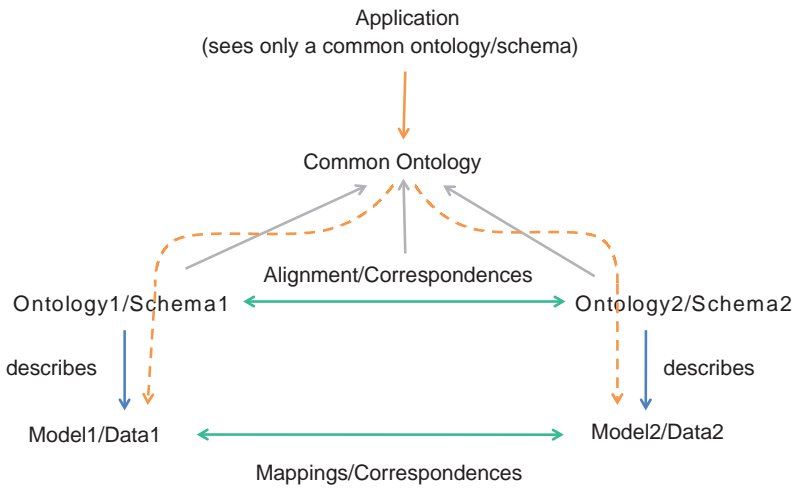 Application
(sees only a common ontology/schema)
Common Ontology
Alignment/Correspondences
Ontology1/Schema1
Ontology2/Schema2
describes
describes
Model1/Data1
Model2/Data2
Mappings/Correspondences